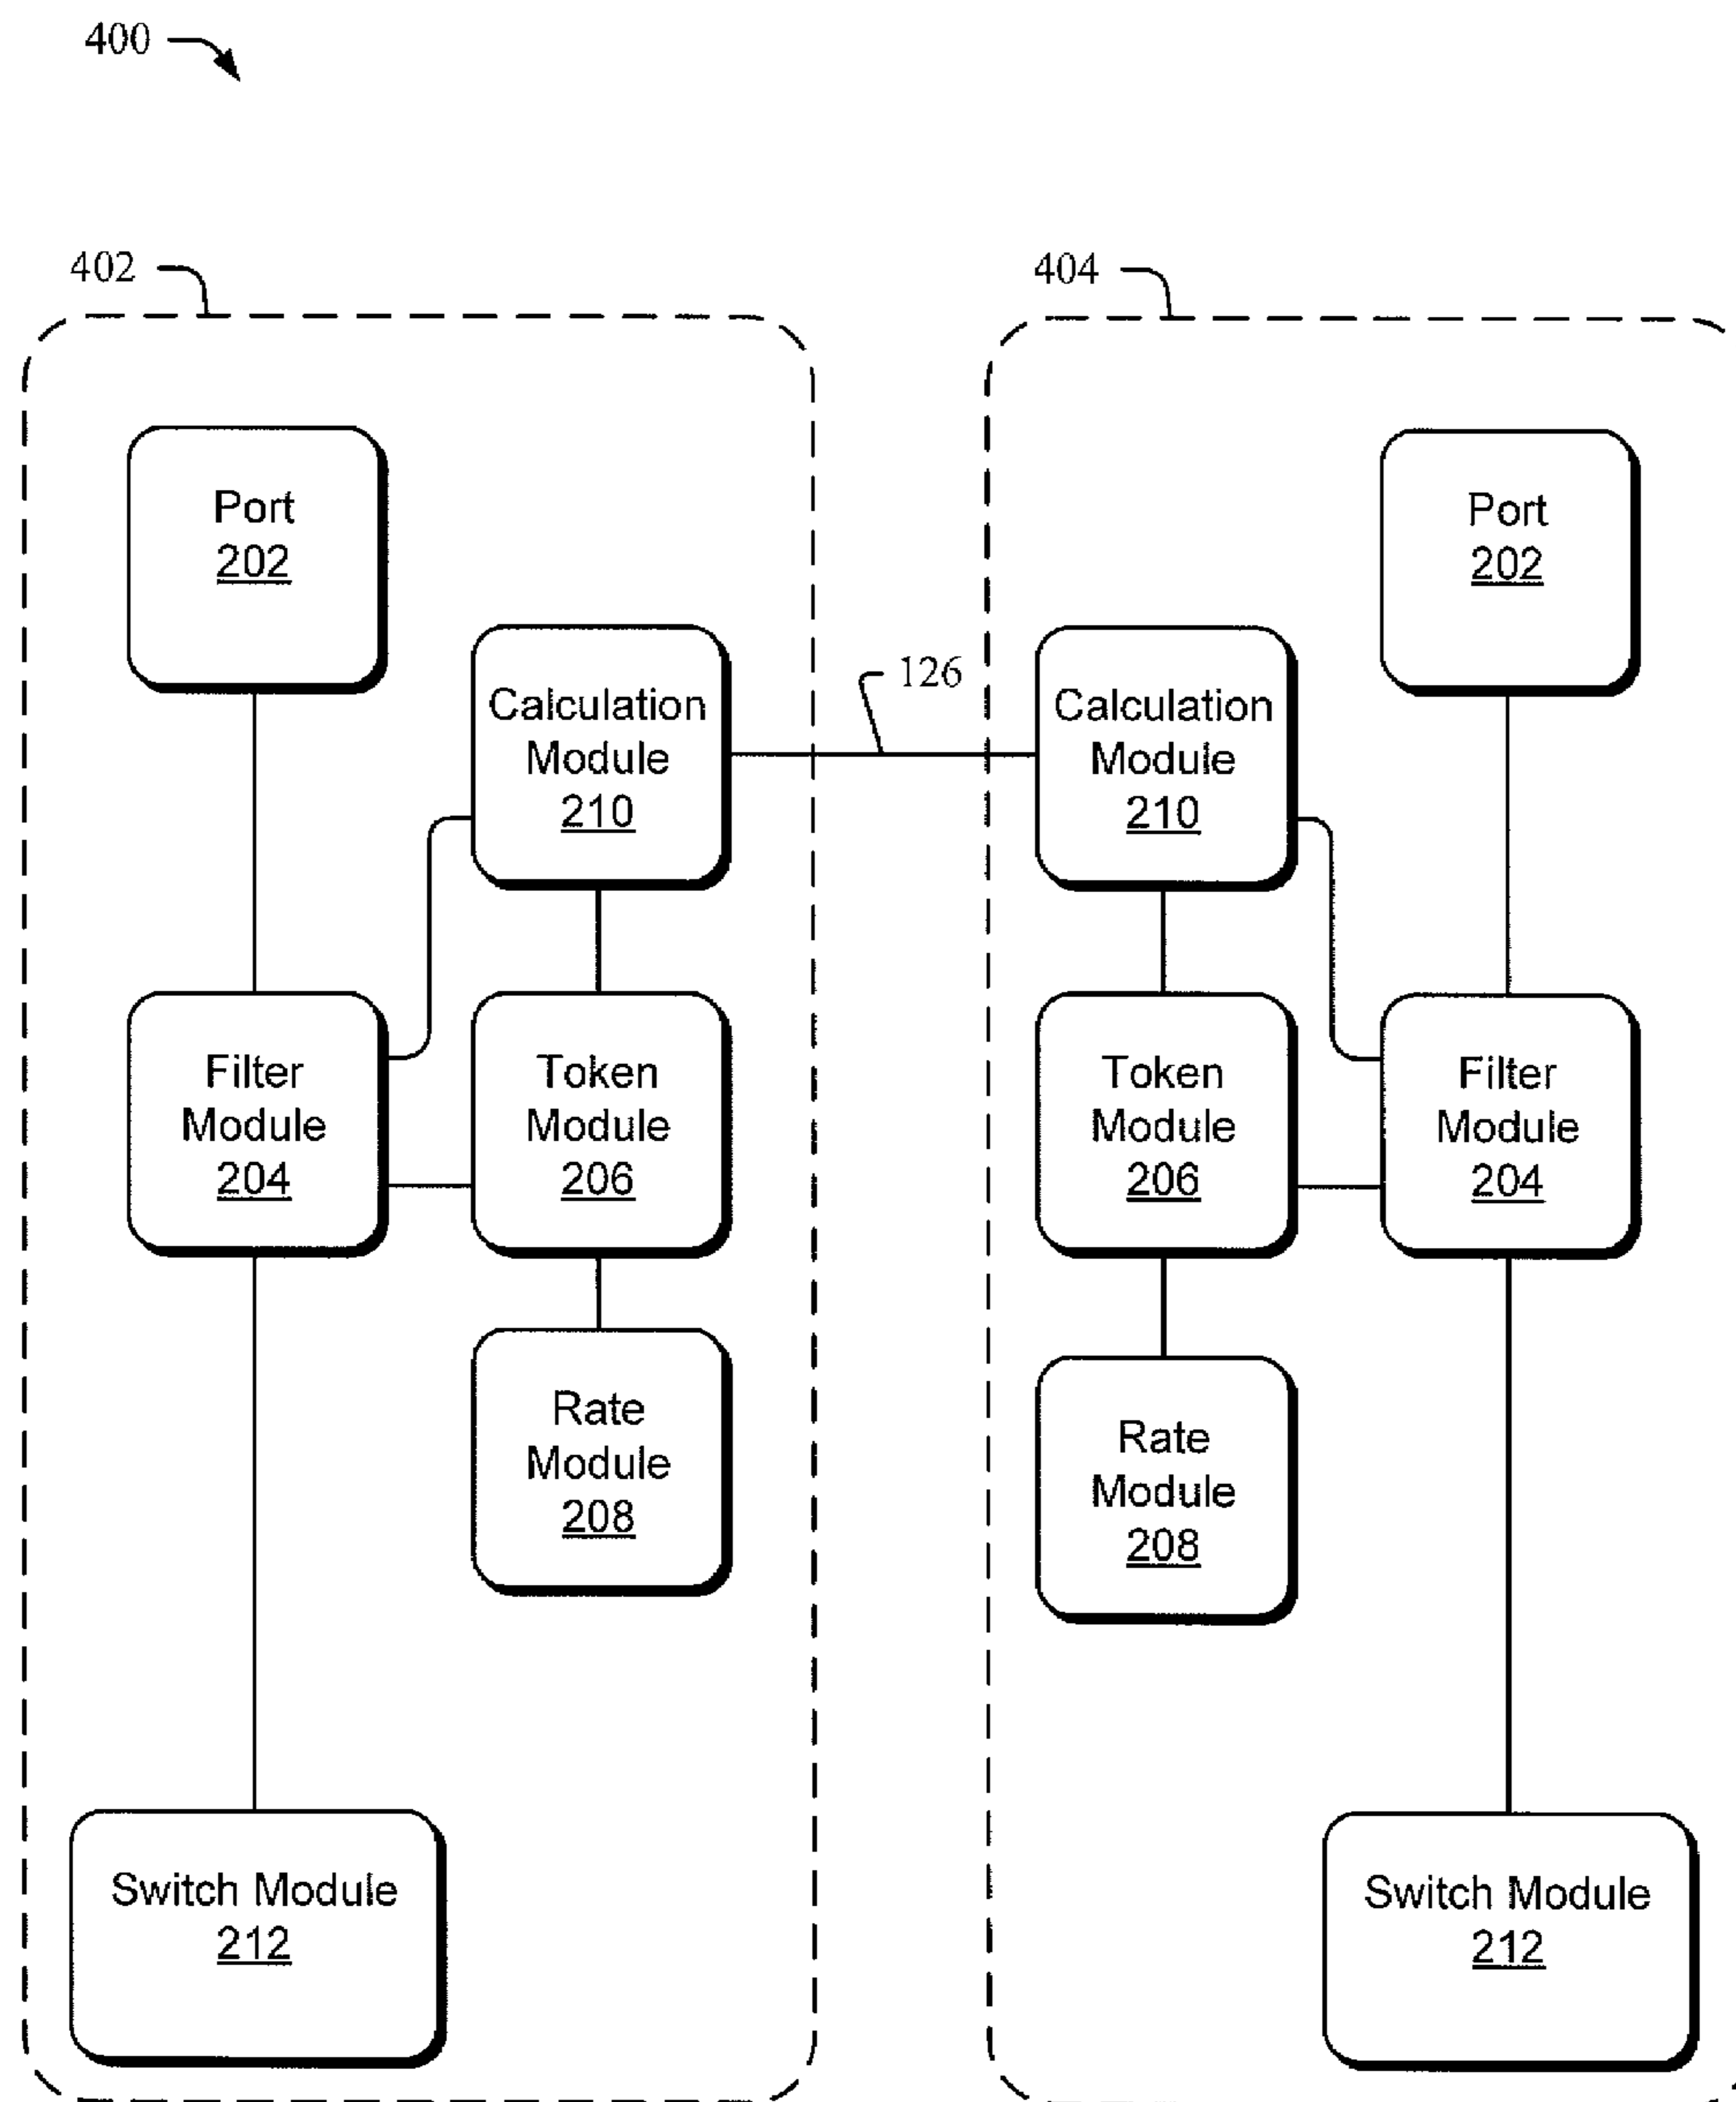 400
402
404
Port
202
Port
202
Calculation
Module
210
126
Calculation
Module
210
Filter
Module
204
Token
Module
206
Token
Module
206
Filter
Module
204
Rate
Module
208
Rate
Module
208
Switch Module
212
Switch Module
212